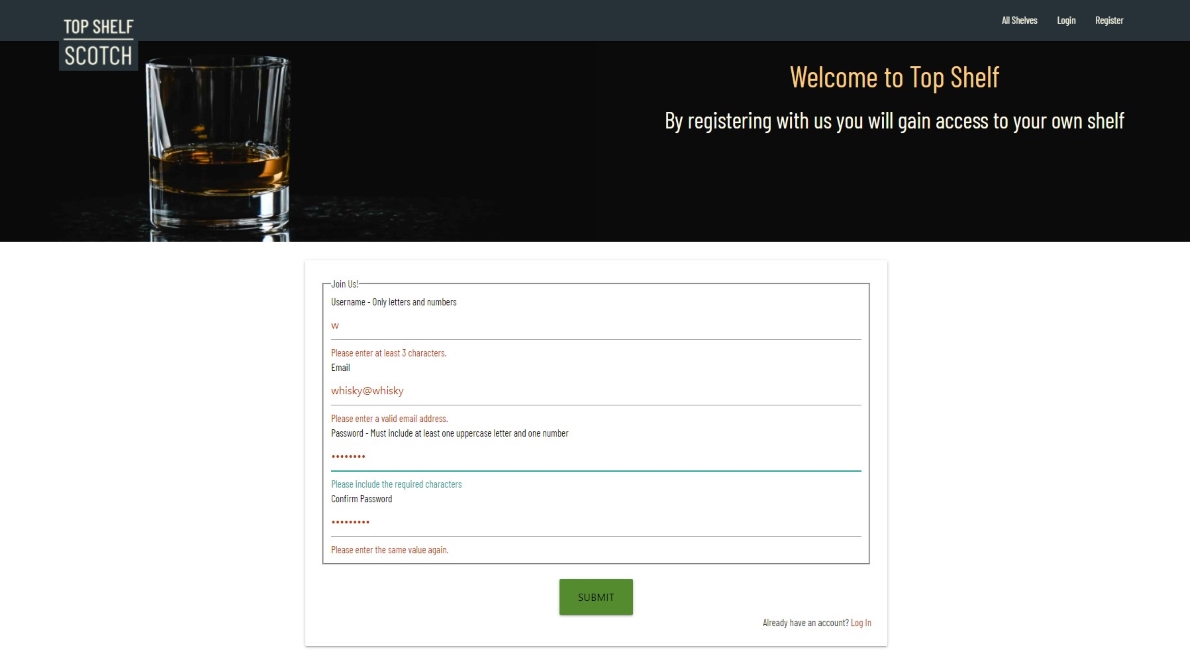 TOP SHELF
SCOTCH
All Shelves
Login
Register
Welcome to Top Shelf
By registering with us you will gain access to your own shelf
Join Us!
Username - Only letters and numbers
w
Please enter at least 3 characters.
Email
whisky@whisky
Please enter a valid email address.
Password - Must include at least one uppercase letter and one number
••••••••
Please include the required characters
Confirm Password
•••••••••
Please enter the same value again.
SUBMIT
Already have an account? Log In